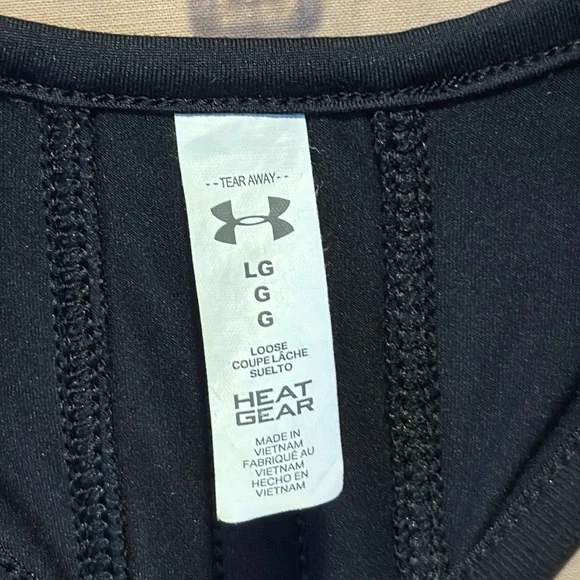 --TEAR AWAY--
LG
G
G
LOOSE
COUPE LÂCHE
SUELTO
HEAT
GEAR
MADE IN
VIETNAM
FABRIQUÉ AU
VIETNAM
HECHO EN
VIETNAM